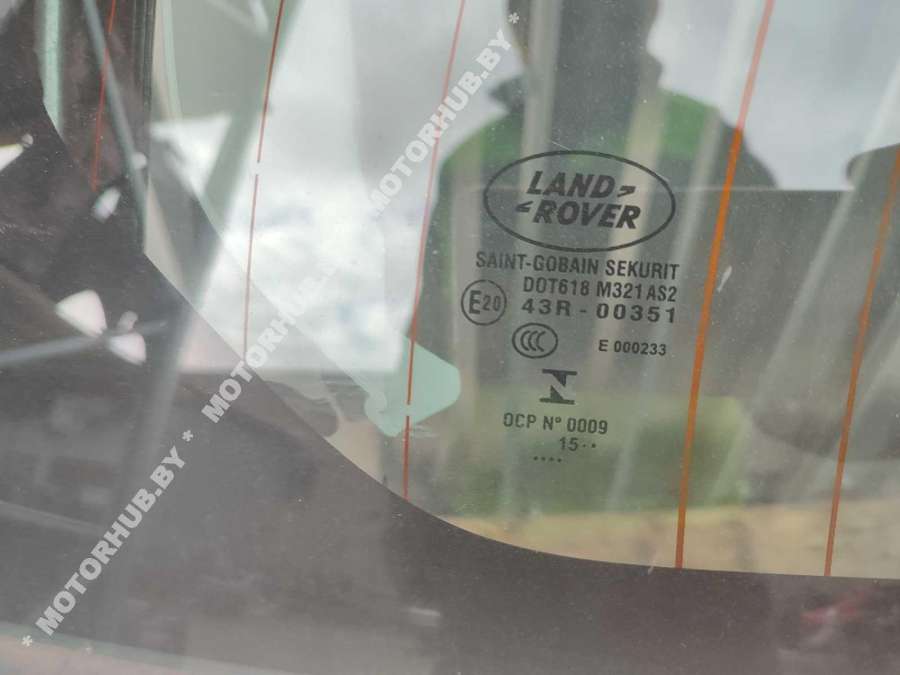 LAND
ROVER
SAINT-GOBAIN SEKURIT
DOT618 M321 AS2
E20 43R - 00351
CCC E 000233
N
OCP N° 0009
15··
····
* MOTORHUB.BY * MOTORHUB.BY * MOTORHUB.BY *